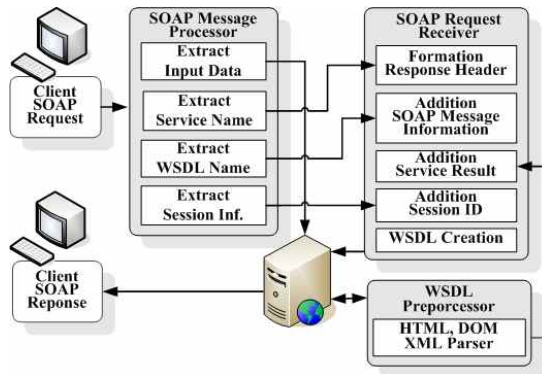 Client
SOAP
Request
SOAP Message
Processor
Extract
Input Data
Extract
Service Name
Extract
WSDL Name
Extract
Session Inf.
SOAP Request
Receiver
Formation
Response Header
Addition
SOAP Message
Information
Addition
Service Result
Addition
Session ID
WSDL Creation
Client
SOAP
Reponse
WSDL
Preporcessor
HTML, DOM
XML Parser